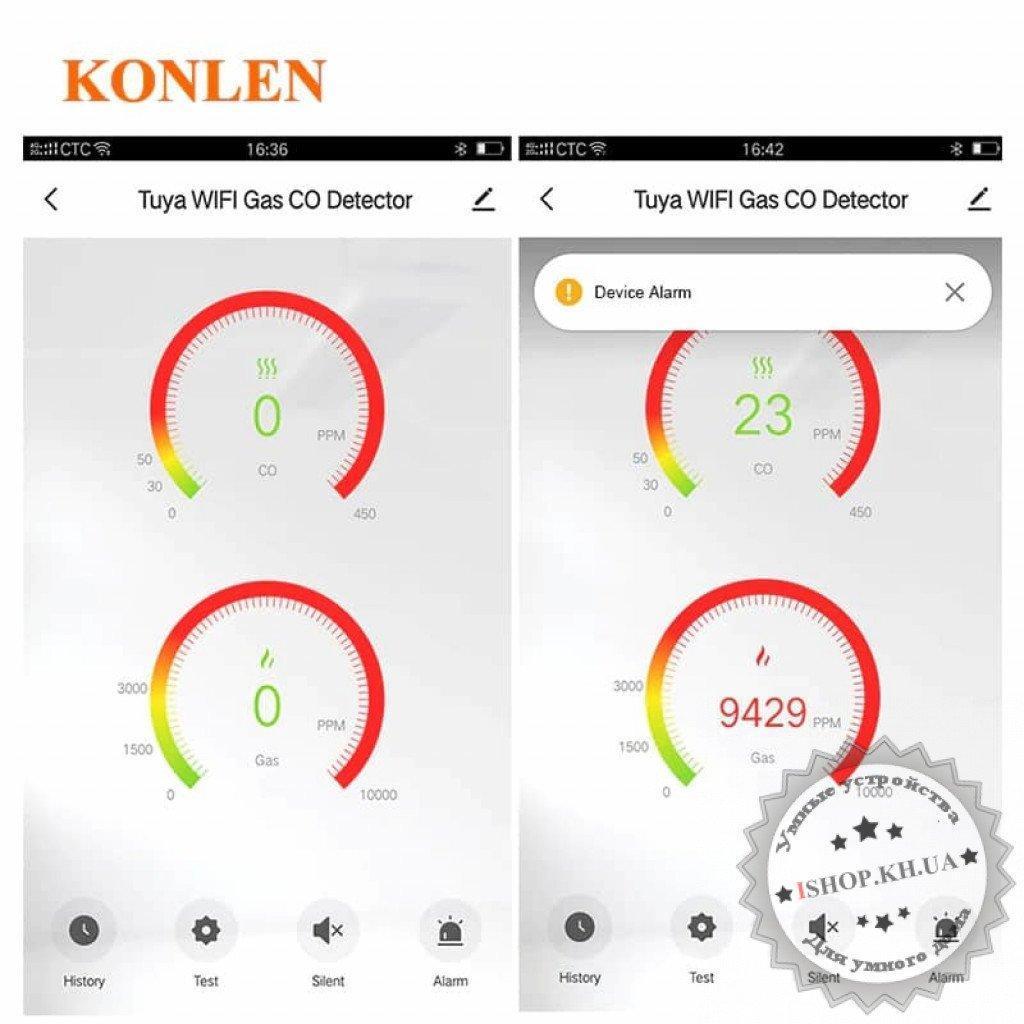 KONLEN
CTC 16:36
Tuya WIFI Gas CO Detector
0
PPM
CO
50
30
0
450
0
PPM
Gas
3000
1500
0
10000
History
Test
Silent
Alarm
CTC 16:42
Tuya WIFI Gas CO Detector
Device Alarm
23
PPM
CO
50
30
0
450
9429
PPM
Gas
3000
1500
0
10000
History
Test
Silent
Alarm
Умные устройства
ISHOP.KH.UA
Для умного дома